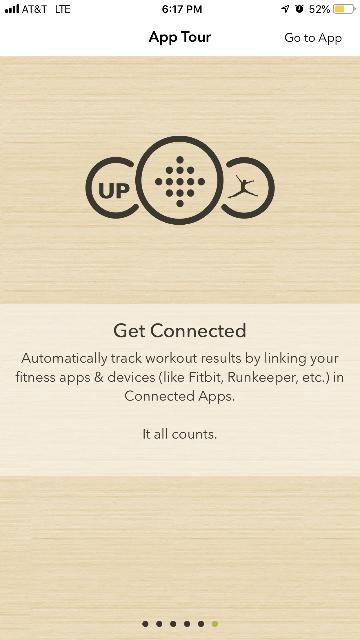 AT&T LTE 6:17 PM 52%
App Tour Go to App
UP
Get Connected
Automatically track workout results by linking your
fitness apps & devices (like Fitbit, Runkeeper, etc.) in
Connected Apps.
It all counts.